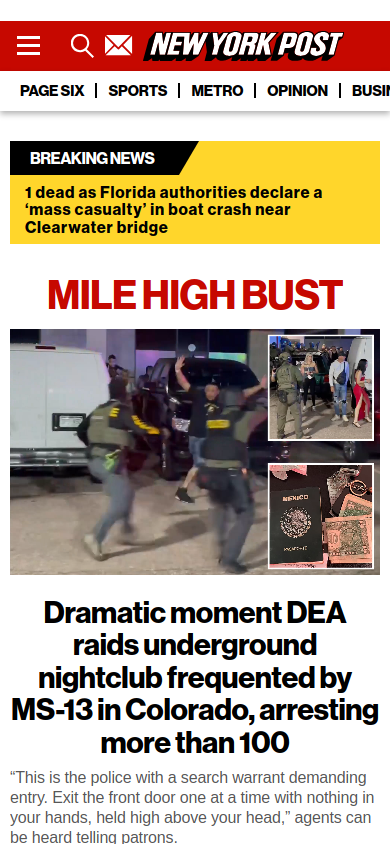 NEW YORK POST
PAGE SIX
SPORTS
METRO
OPINION
BUSIN
BREAKING NEWS
1 dead as Florida authorities declare a
‘mass casualty’ in boat crash near
Clearwater bridge
MILE HIGH BUST
MEXICO
Dramatic moment DEA
raids underground
nightclub frequented by
MS-13 in Colorado, arresting
more than 100
“This is the police with a search warrant demanding
entry. Exit the front door one at a time with nothing in
your hands, held high above your head,” agents can
be heard telling patrons.